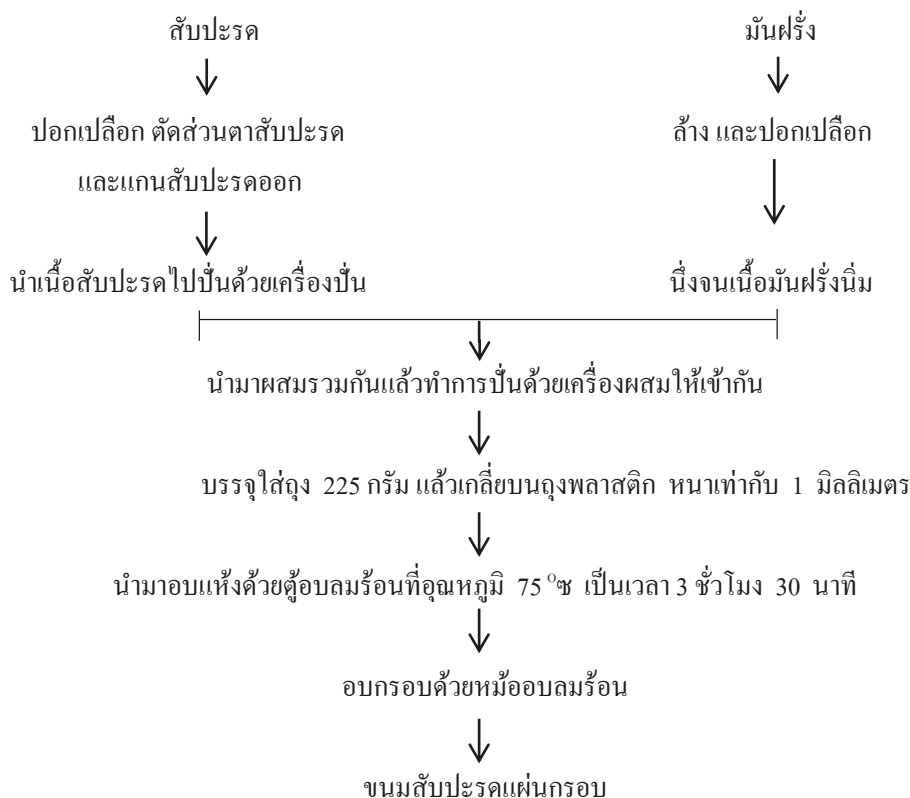 สับปะรด
มันฝรั่ง
ปอกเปลือก ตัดส่วนตาสับปะรด
และแกนสับปะรดออก
ล้าง และปอกเปลือก
นำเนื้อสับปะรดไปปั่นด้วยเครื่องปั่น
นึ่งจนเนื้อมันฝรั่งนิ่ม
นำมาผสมรวมกันแล้วทำการปั่นด้วยเครื่องผสมให้เข้ากัน
บรรจุใส่ถุง 225 กรัม แล้วเกลี่ยบนถุงพลาสติก หนาเท่ากับ 1 มิลลิเมตร
นำมาอบแห้งด้วยตู้อบลมร้อนที่อุณหภูมิ 75 °ซ เป็นเวลา 3 ชั่วโมง 30 นาที
อบกรอบด้วยหม้ออบลมร้อน
ขนมสับปะรดแผ่นกรอบ